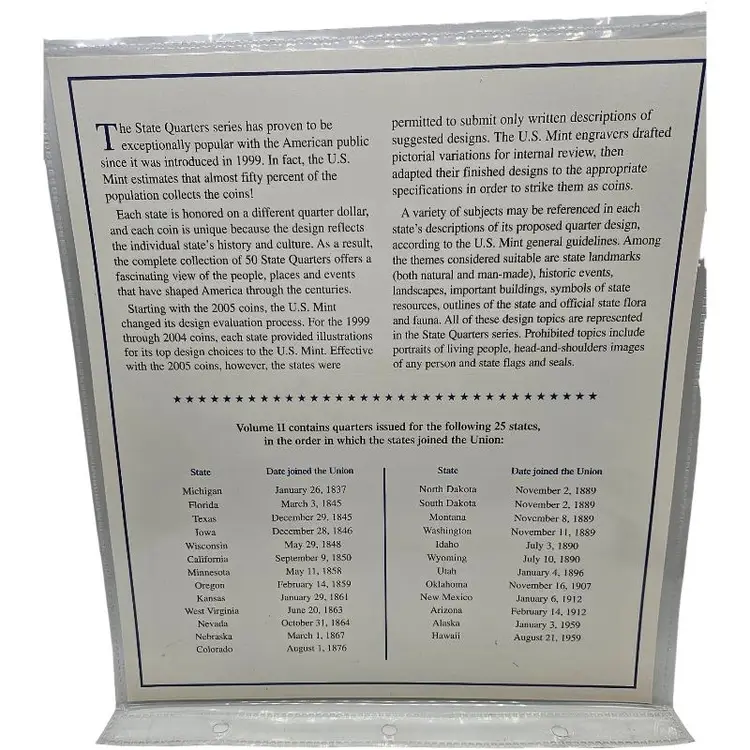 The State Quarters series has proven to be
exceptionally popular with the American public
since it was introduced in 1999. In fact, the U.S.
Mint estimates that almost fifty percent of the
population collects the coins!
Each state is honored on a different quarter dollar,
and each coin is unique because the design reflects
the individual state's history and culture. As a result,
the complete collection of 50 State Quarters offers a
fascinating view of the people, places and events
that have shaped America through the centuries.
Starting with the 2005 coins, the U.S. Mint
changed its design evaluation process. For the 1999
through 2004 coins, each state provided illustrations
for its top design choices to the U.S. Mint. Effective
with the 2005 coins, however, the states were
permitted to submit only written descriptions of
suggested designs. The U.S. Mint engravers drafted
pictorial variations for internal review, then
adapted their finished designs to the appropriate
specifications in order to strike them as coins.
A variety of subjects may be referenced in each
state's descriptions of its proposed quarter design,
according to the U.S. Mint general guidelines. Among
the themes considered suitable are state landmarks
(both natural and man-made), historic events,
landscapes, important buildings, symbols of state
resources, outlines of the state and official state flora
and fauna. All of these design topics are represented
in the State Quarters series. Prohibited topics include
portraits of living people, head-and-shoulders images
of any person and state flags and seals.
Volume II contains quarters issued for the following 25 states,
in the order in which the states joined the Union:
State Date joined the Union
Michigan January 26, 1837
Florida March 3, 1845
Texas December 29, 1845
Iowa December 28, 1846
Wisconsin May 29, 1848
California September 9, 1850
Minnesota May 11, 1858
Oregon February 14, 1859
Kansas January 29, 1861
West Virginia June 20, 1863
Nevada October 31, 1864
Nebraska March 1, 1867
Colorado August 1, 1876
State Date joined the Union
North Dakota November 2, 1889
South Dakota November 2, 1889
Montana November 8, 1889
Washington November 11, 1889
Idaho July 3, 1890
Wyoming July 10, 1890
Utah January 4, 1896
Oklahoma November 16, 1907
New Mexico January 6, 1912
Arizona February 14, 1912
Alaska January 3, 1959
Hawaii August 21, 1959